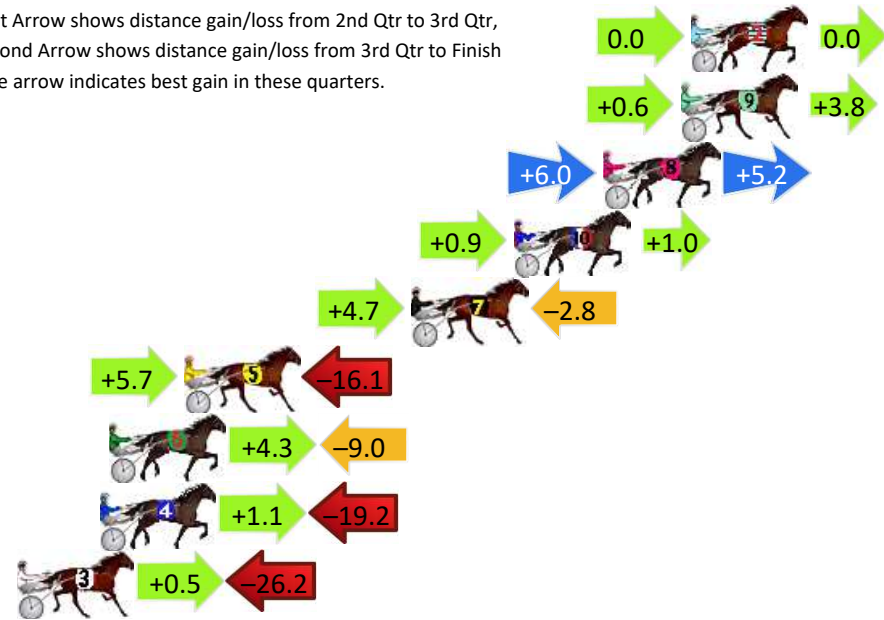 t Arrow shows distance gain/loss from 2nd Qtr to 3rd Qtr,
ond Arrow shows distance gain/loss from 3rd Qtr to Finish
e arrow indicates best gain in these quarters.
0.0 0.0
+0.6 9 +3.8
+6.0 8 +5.2
+0.9 10 +1.0
+4.7 7 –2.8
+5.7 5 –16.1
6 +4.3 –9.0
4 +1.1 –19.2
3 +0.5 –26.2